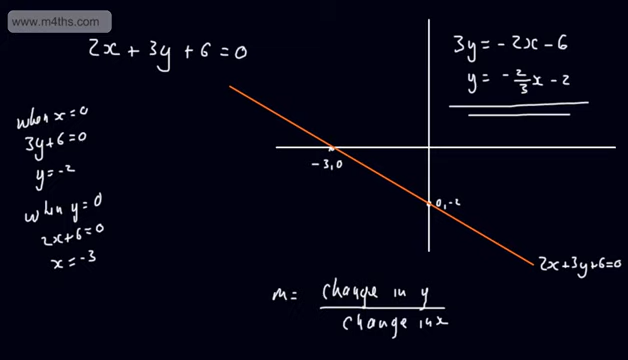 www.m4ths.com
2x + 3y + 6 = 0
3y = -2x - 6
y = -2/3x - 2
when x = 0
3y + 6 = 0
y = -2
when y = 0
2x + 6 = 0
x = -3
-3,0
0,-2
2x + 3y + 6 = 0
m = change in y
change in x